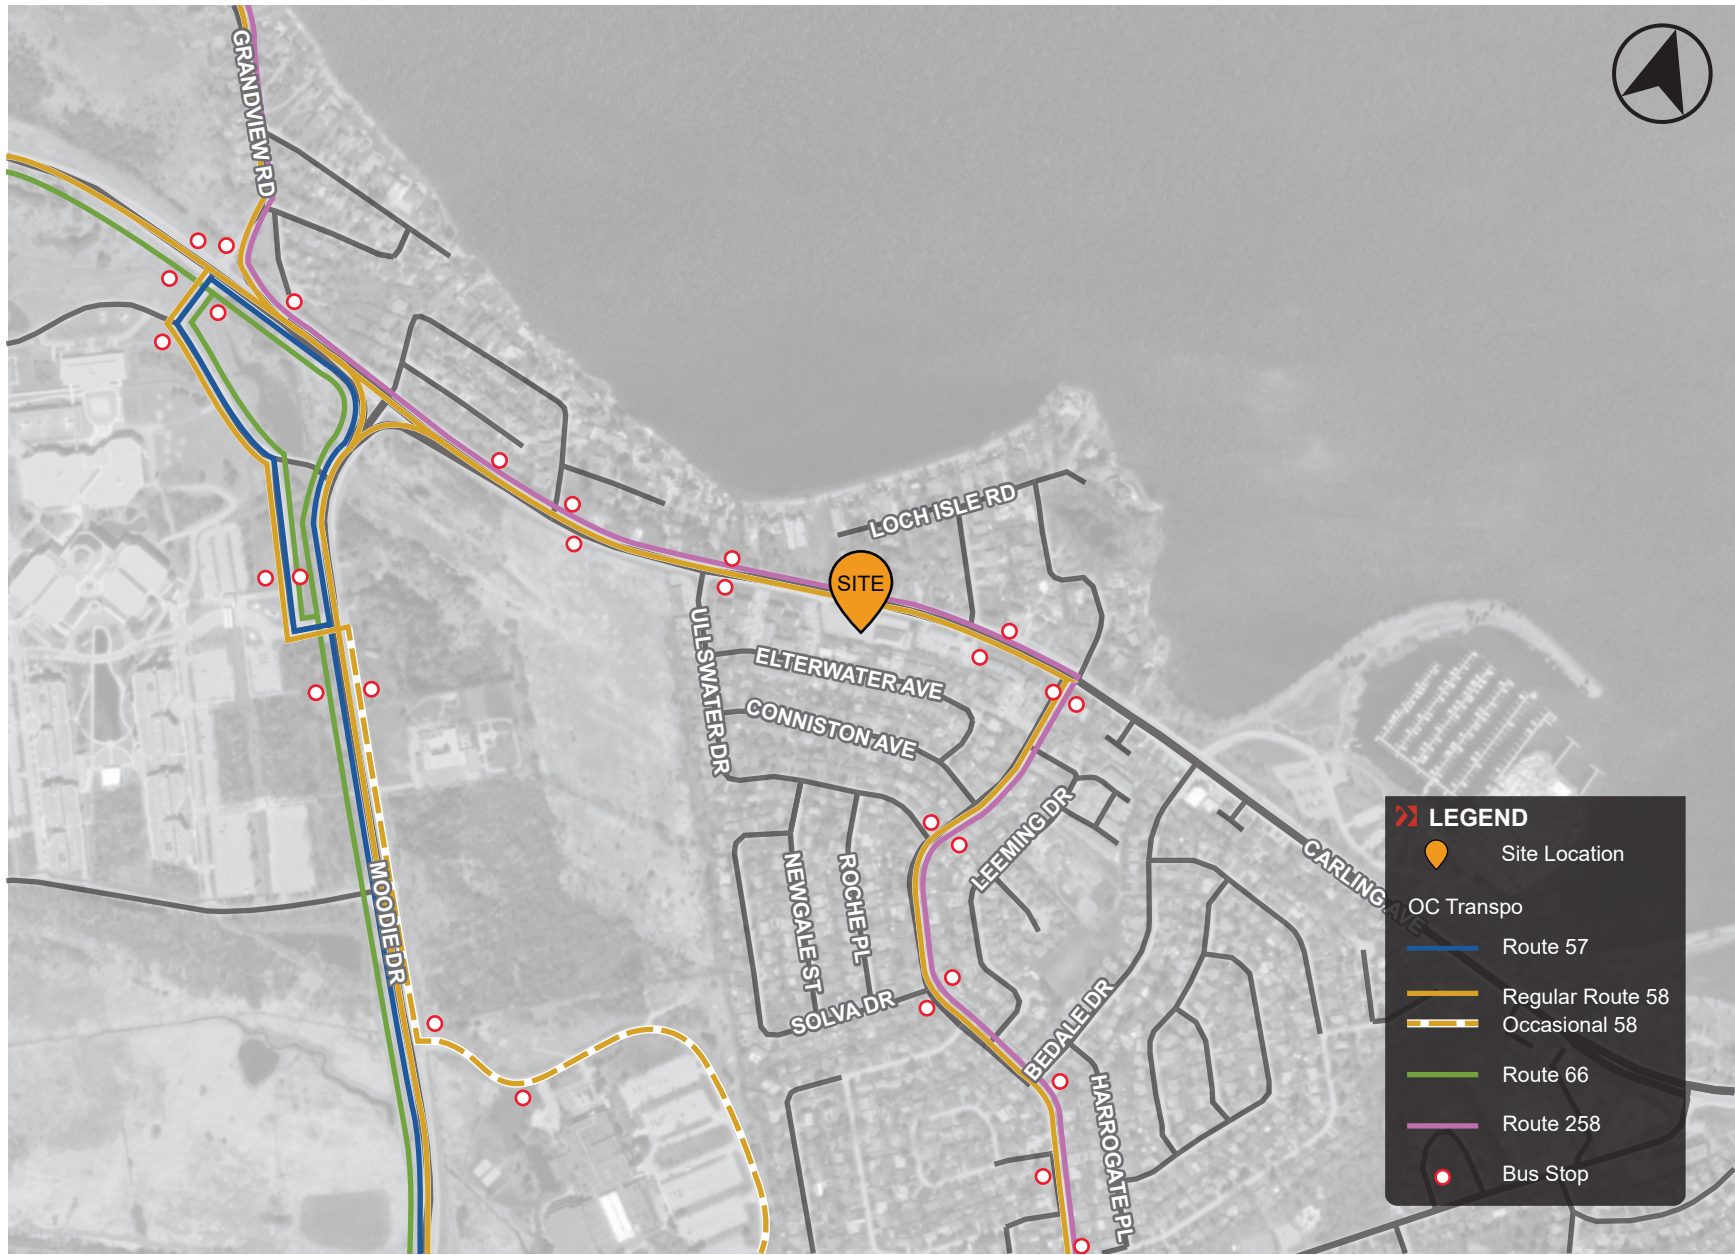 GRANDVIEW RD
LOCH ISLE RD
SITE
ULLSWATER DR
ELTERWATER AVE
CONNISTON AVE
LEEMING DR
NEWGALE ST
ROCHE PL
MOODIE DR
SOLVA DR
BEDALE DR
HARROGATE PL
CARLING AVE
LEGEND
Site Location
OC Transpo
Route 57
Regular Route 58
Occasional 58
Route 66
Route 258
Bus Stop